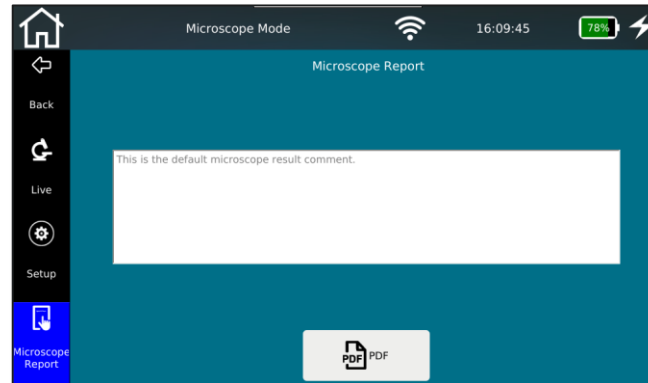 Microscope Mode
16:09:45
78%
Back
Microscope Report
Live
This is the default microscope result comment.
Setup
Microscope
Report
PDF PDF